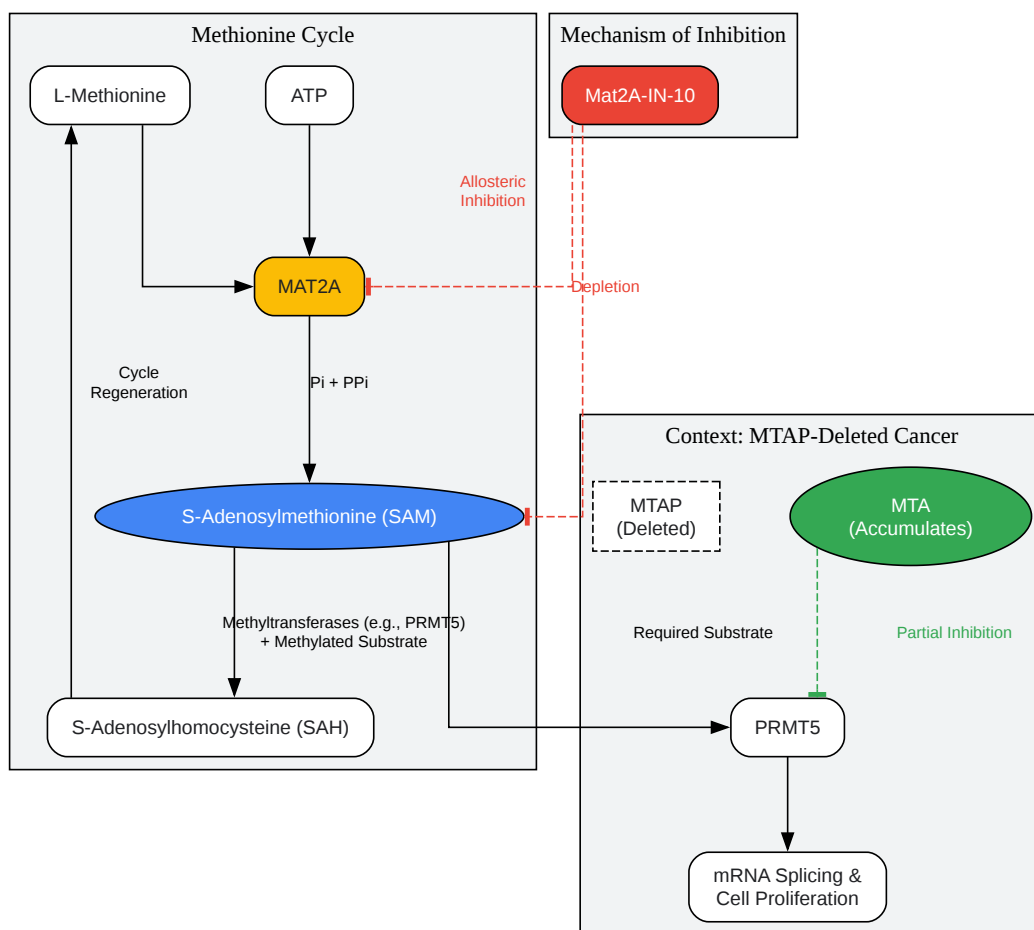 Methionine Cycle
Mechanism of Inhibition
L-Methionine
ATP
Mat2A-IN-10
Allosteric
Inhibition
MAT2A
Depletion
Cycle
Regeneration
Pi + PPi
Context: MTAP-Deleted Cancer
S-Adenosylmethionine (SAM)
MTAP
(Deleted)
MTA
(Accumulates)
Methyltransferases (e.g., PRMT5)
+ Methylated Substrate
Required Substrate
Partial Inhibition
S-Adenosylhomocysteine (SAH)
PRMT5
mRNA Splicing &
Cell Proliferation